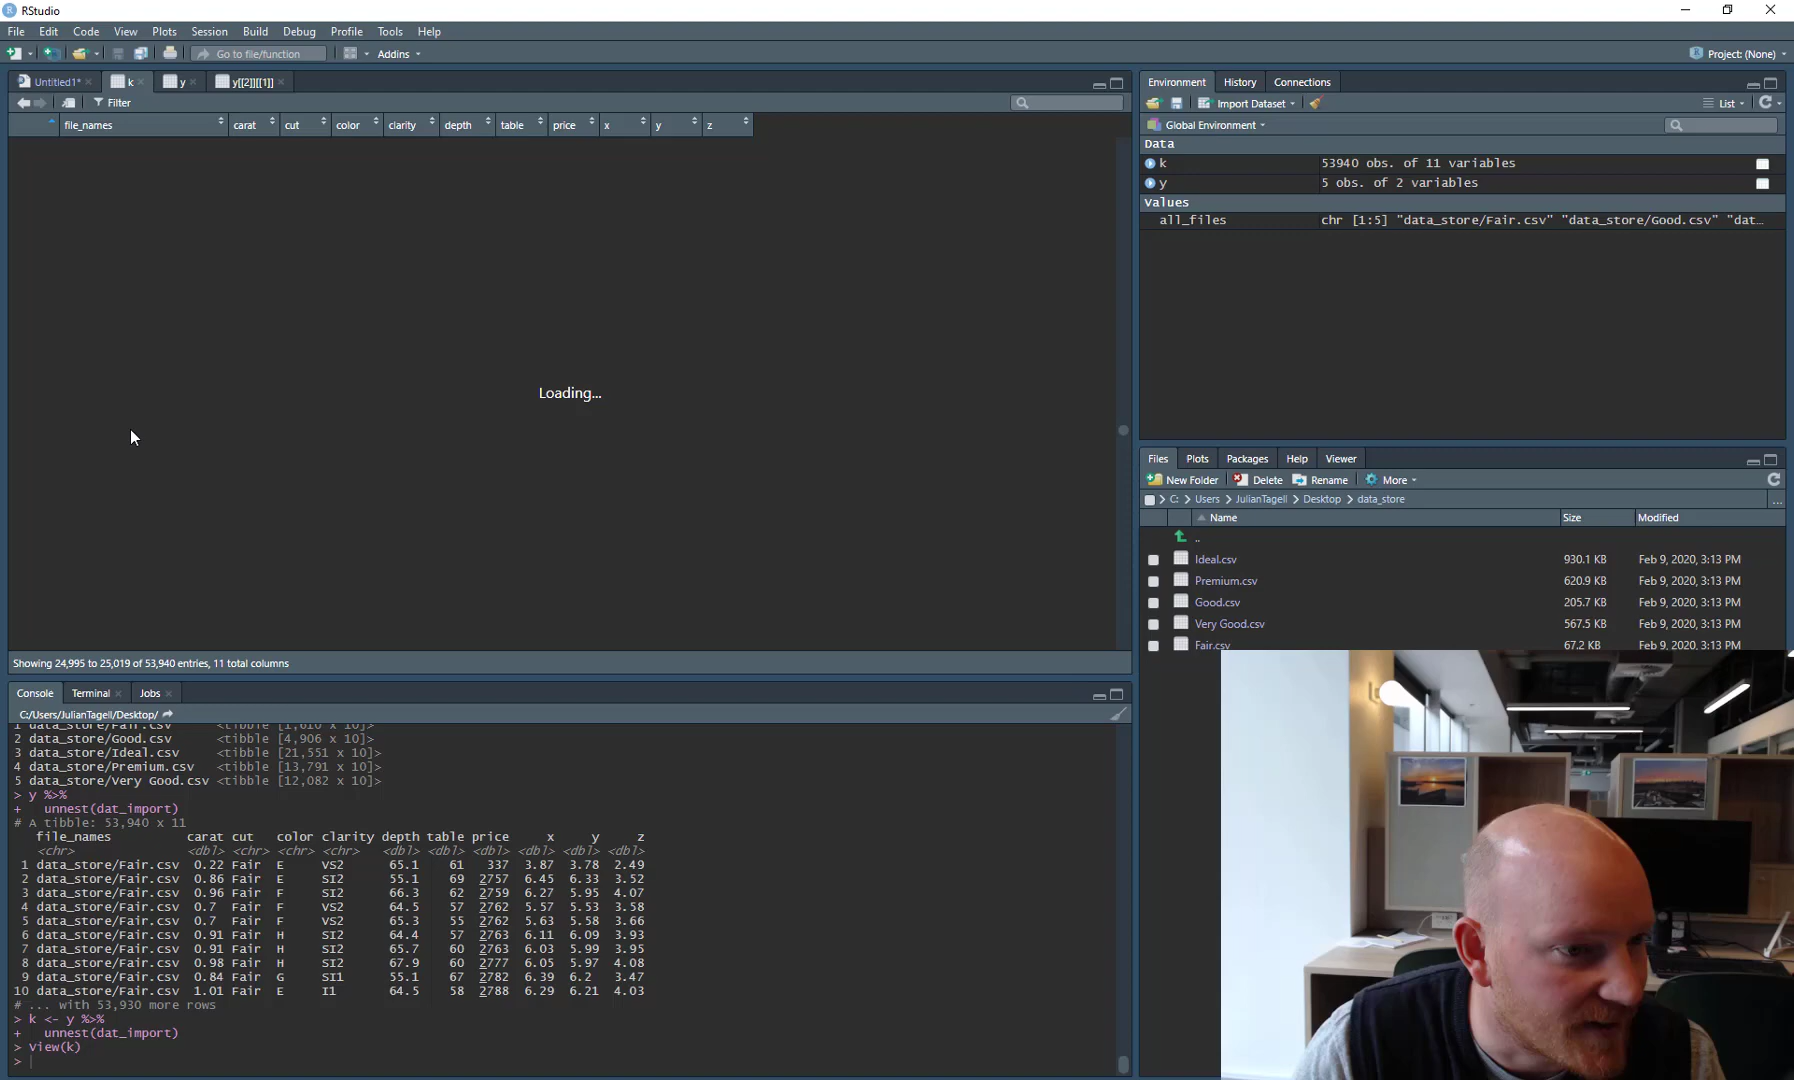 RStudio
File Edit Code View Plots Session Build Debug Profile Tools Help
Go to file/function Addins Project: (None)
Untitled1* k y y[[2]][[1]]
Filter
file_names carat cut color clarity depth table price x y z
Loading...
Showing 24,995 to 25,019 of 53,940 entries, 11 total columns
Console Terminal Jobs
C:/Users/JulianTagell/Desktop/
1 data_store/Fair.csv <tibble [1,610 x 10]>
2 data_store/Good.csv <tibble [4,906 x 10]>
3 data_store/Ideal.csv <tibble [21,551 x 10]>
4 data_store/Premium.csv <tibble [13,791 x 10]>
5 data_store/Very Good.csv <tibble [12,082 x 10]>
> y %>%
+ unnest(dat_import)
# A tibble: 53,940 x 11
file_names carat cut color clarity depth table price x y z
<chr> <dbl> <chr> <chr> <chr> <dbl> <dbl> <dbl> <dbl> <dbl> <dbl>
1 data_store/Fair.csv 0.22 Fair E VS2 65.1 61 337 3.87 3.78 2.49
2 data_store/Fair.csv 0.86 Fair E SI2 55.1 69 2757 6.45 6.33 3.52
3 data_store/Fair.csv 0.96 Fair F SI2 66.3 62 2759 6.27 5.95 4.07
4 data_store/Fair.csv 0.7 Fair F VS2 64.5 57 2762 5.57 5.53 3.58
5 data_store/Fair.csv 0.7 Fair F VS2 65.3 55 2762 5.63 5.58 3.66
6 data_store/Fair.csv 0.91 Fair H SI2 64.4 57 2763 6.11 6.09 3.93
7 data_store/Fair.csv 0.91 Fair H SI2 65.7 60 2763 6.03 5.99 3.95
8 data_store/Fair.csv 0.98 Fair H SI2 67.9 60 2777 6.05 5.97 4.08
9 data_store/Fair.csv 0.84 Fair G SI1 55.1 67 2782 6.39 6.2 3.47
10 data_store/Fair.csv 1.01 Fair E I1 64.5 58 2788 6.29 6.21 4.03
# ... with 53,930 more rows
> k <- y %>%
+ unnest(dat_import)
> View(k)
>
Environment History Connections
Import Dataset List
Global Environment
Data
k 53940 obs. of 11 variables
y 5 obs. of 2 variables
Values
all_files chr [1:5] "data_store/Fair.csv" "data_store/Good.csv" "dat...
Files Plots Packages Help Viewer
New Folder Delete Rename More
C: Users JulianTagell Desktop data_store ...
Name Size Modified
..
Ideal.csv 930.1 KB Feb 9, 2020, 3:13 PM
Premium.csv 620.9 KB Feb 9, 2020, 3:13 PM
Good.csv 205.7 KB Feb 9, 2020, 3:13 PM
Very Good.csv 567.5 KB Feb 9, 2020, 3:13 PM
Fair.csv 67.2 KB Feb 9, 2020, 3:13 PM